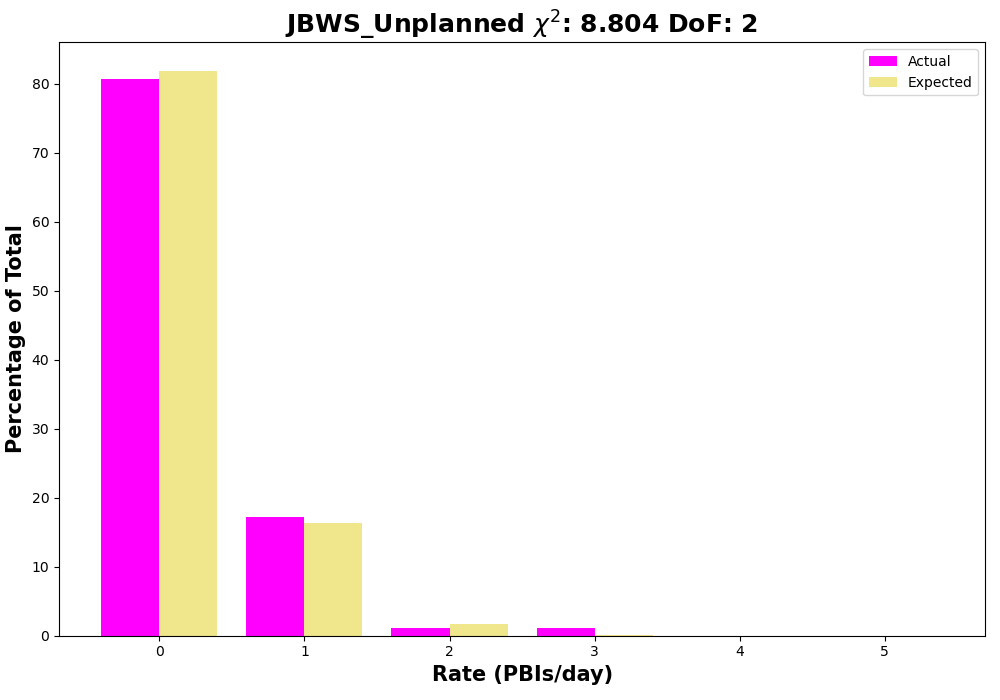 JBWS_Unplanned χ²: 8.804 DoF: 2
Actual
Expected
Percentage of Total
80
70
60
50
40
30
20
10
0
0 1 2 3 4 5
Rate (PBIs/day)